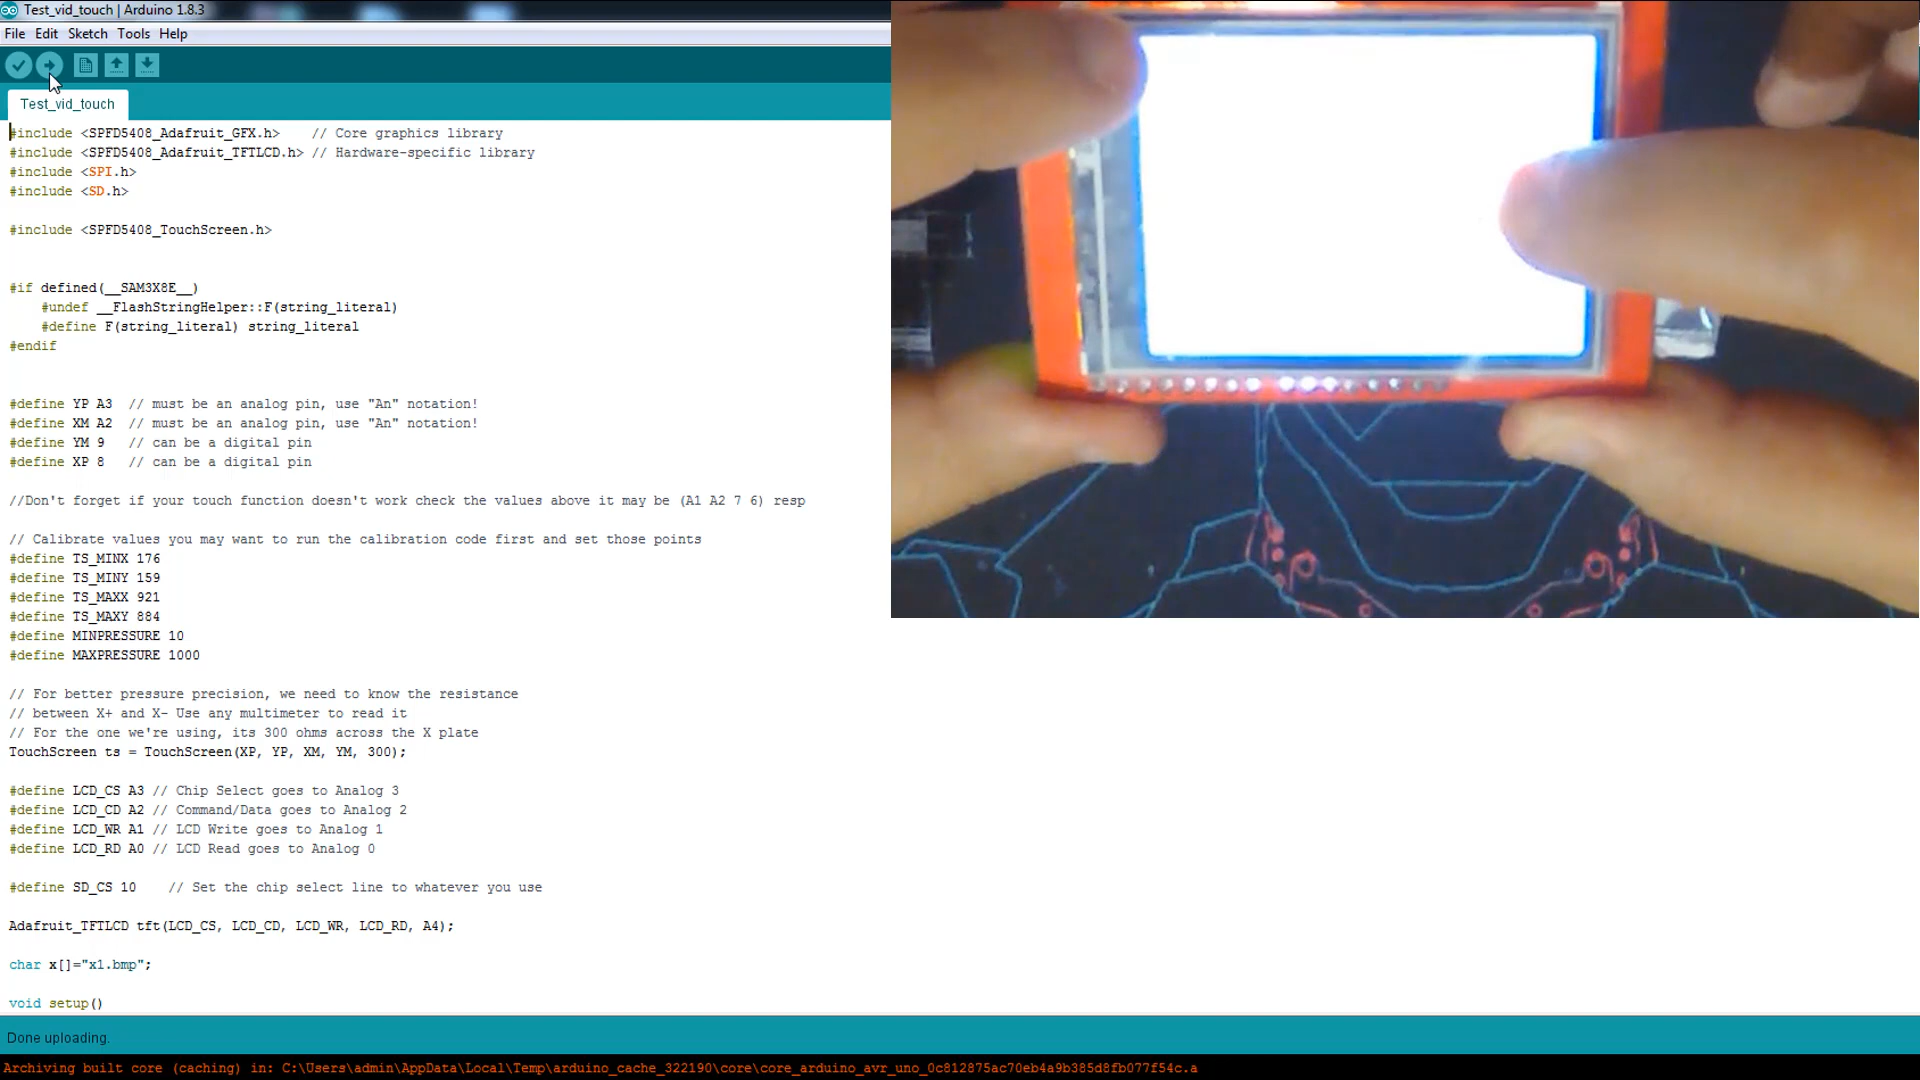 Test_vid_touch | Arduino 1.8.3
File Edit Sketch Tools Help
Test_vid_touch
#include <SPFD5408_Adafruit_GFX.h>    // Core graphics library
#include <SPFD5408_Adafruit_TFTLCD.h> // Hardware-specific library
#include <SPI.h>
#include <SD.h>
#include <SPFD5408_TouchScreen.h>
#if defined(__SAM3X8E__)
#undef __FlashStringHelper::F(string_literal)
#define F(string_literal) string_literal
#endif
#define YP A3  // must be an analog pin, use "An" notation!
#define XM A2  // must be an analog pin, use "An" notation!
#define YM 9   // can be a digital pin
#define XP 8   // can be a digital pin
//Don't forget if your touch function doesn't work check the values above it may be (A1 A2 7 6) resp
// Calibrate values you may want to run the calibration code first and set those points
#define TS_MINX 176
#define TS_MINY 159
#define TS_MAXX 921
#define TS_MAXY 884
#define MINPRESSURE 10
#define MAXPRESSURE 1000
// For better pressure precision, we need to know the resistance
// between X+ and X- Use any multimeter to read it
// For the one we're using, its 300 ohms across the X plate
TouchScreen ts = TouchScreen(XP, YP, XM, YM, 300);
#define LCD_CS A3 // Chip Select goes to Analog 3
#define LCD_CD A2 // Command/Data goes to Analog 2
#define LCD_WR A1 // LCD Write goes to Analog 1
#define LCD_RD A0 // LCD Read goes to Analog 0
#define SD_CS 10    // Set the chip select line to whatever you use
Adafruit_TFTLCD tft(LCD_CS, LCD_CD, LCD_WR, LCD_RD, A4);
char x[]="x1.bmp";
void setup()
Done uploading.
Archiving built core (caching) in: C:\Users\admin\AppData\Local\Temp\arduino_cache_322190\core\core_arduino_avr_uno_0c812875ac70eb4a9b385d8fb077f54c.a